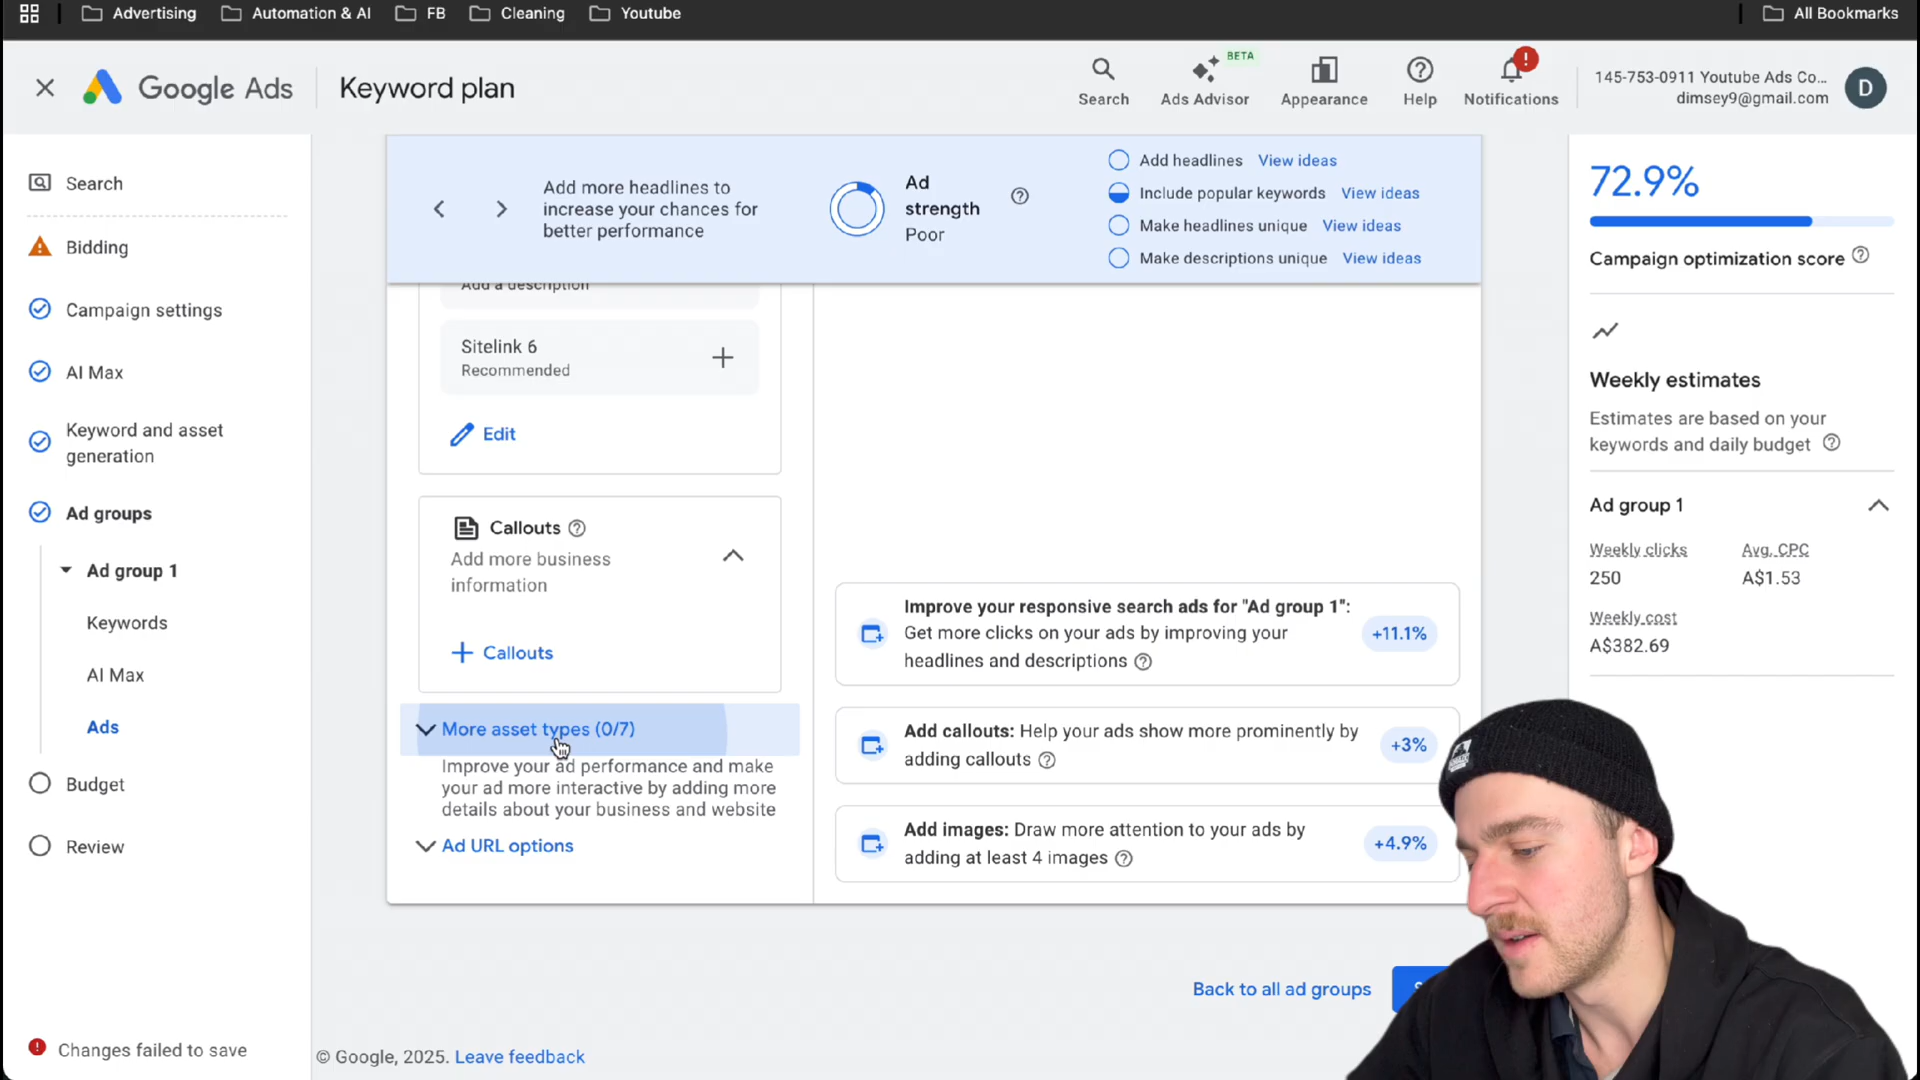 Advertising
Automation & AI
FB
Cleaning
Youtube
All Bookmarks
Google Ads
Keyword plan
Search
BETA
Ads Advisor
Appearance
Help
Notifications
145-753-0911 Youtube Ads Co...
dimsey9@gmail.com
D
Search
Bidding
Campaign settings
AI Max
Keyword and asset
generation
Ad groups
Ad group 1
Keywords
AI Max
Ads
Budget
Review
Changes failed to save
Add more headlines to
increase your chances for
better performance
Ad
strength
Poor
Add headlines View ideas
Include popular keywords View ideas
Make headlines unique View ideas
Make descriptions unique View ideas
Add a description
Sitelink 6
Recommended
Edit
Callouts
Add more business
information
Callouts
More asset types (0/7)
Improve your ad performance and make
your ad more interactive by adding more
details about your business and website
Ad URL options
Improve your responsive search ads for "Ad group 1":
Get more clicks on your ads by improving your
headlines and descriptions
+11.1%
Add callouts: Help your ads show more prominently by
adding callouts
+3%
Add images: Draw more attention to your ads by
adding at least 4 images
+4.9%
Back to all ad groups
© Google, 2025. Leave feedback
72.9%
Campaign optimization score
Weekly estimates
Estimates are based on your
keywords and daily budget
Ad group 1
Weekly clicks
250
Avg. CPC
A$1.53
Weekly cost
A$382.69